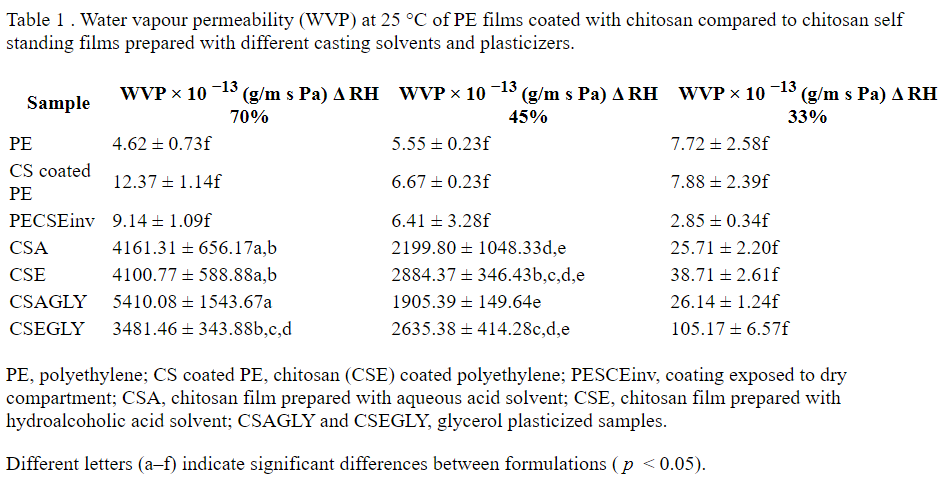 Table 1 . Water vapour permeability (WVP) at 25 °C of PE films coated with chitosan compared to chitosan self
standing films prepared with different casting solvents and plasticizers.
Sample WVP × 10 −13 (g/m s Pa) Δ RH 70% WVP × 10 −13 (g/m s Pa) Δ RH 45% WVP × 10 −13 (g/m s Pa) Δ RH 33%
PE 4.62 ± 0.73f 5.55 ± 0.23f 7.72 ± 2.58f
CS coated PE 12.37 ± 1.14f 6.67 ± 0.23f 7.88 ± 2.39f
PECSEinv 9.14 ± 1.09f 6.41 ± 3.28f 2.85 ± 0.34f
CSA 4161.31 ± 656.17a,b 2199.80 ± 1048.33d,e 25.71 ± 2.20f
CSE 4100.77 ± 588.88a,b 2884.37 ± 346.43b,c,d,e 38.71 ± 2.61f
CSAGLY 5410.08 ± 1543.67a 1905.39 ± 149.64e 26.14 ± 1.24f
CSEGLY 3481.46 ± 343.88b,c,d 2635.38 ± 414.28c,d,e 105.17 ± 6.57f
PE, polyethylene; CS coated PE, chitosan (CSE) coated polyethylene; PESCEinv, coating exposed to dry
compartment; CSA, chitosan film prepared with aqueous acid solvent; CSE, chitosan film prepared with
hydroalcoholic acid solvent; CSAGLY and CSEGLY, glycerol plasticized samples.
Different letters (a–f) indicate significant differences between formulations ( p < 0.05).